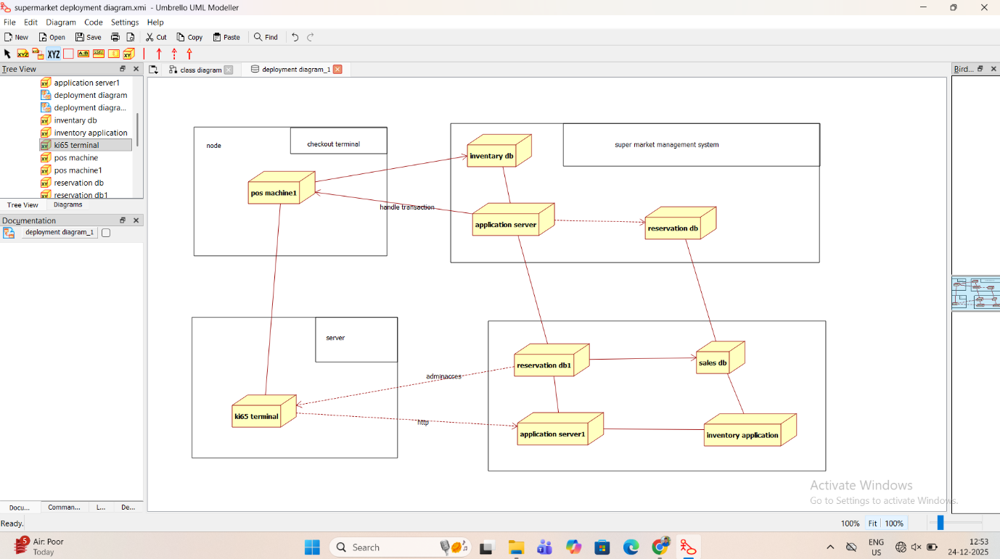 supermarket deployment diagram.xmi - Umbrello UML Modeller
File Edit Diagram Code Settings Help
New Open Save Cut Copy Paste Find
XYZ
Tree View
class diagram
deployment diagram_1
Bird...
application server1
deployment diagram
deployment diagra...
inventary db
inventory application
ki65 terminal
pos machine
pos machine1
reservation db
reservation db1
Tree View Diagrams
Documentation
deployment diagram_1
node
checkout terminal
super market management system
inventary db
pos machine1
handle transaction
application server
reservation db
server
reservation db1
sales db
adminacces
ki65 terminal
http
application server1
inventory application
Activate Windows
Go to Settings to activate Windows.
Docu... Comman... L... De...
Ready.
100% Fit 100%
5
Air: Poor
Today
Search
ENG
US
12:53
24-12-2025